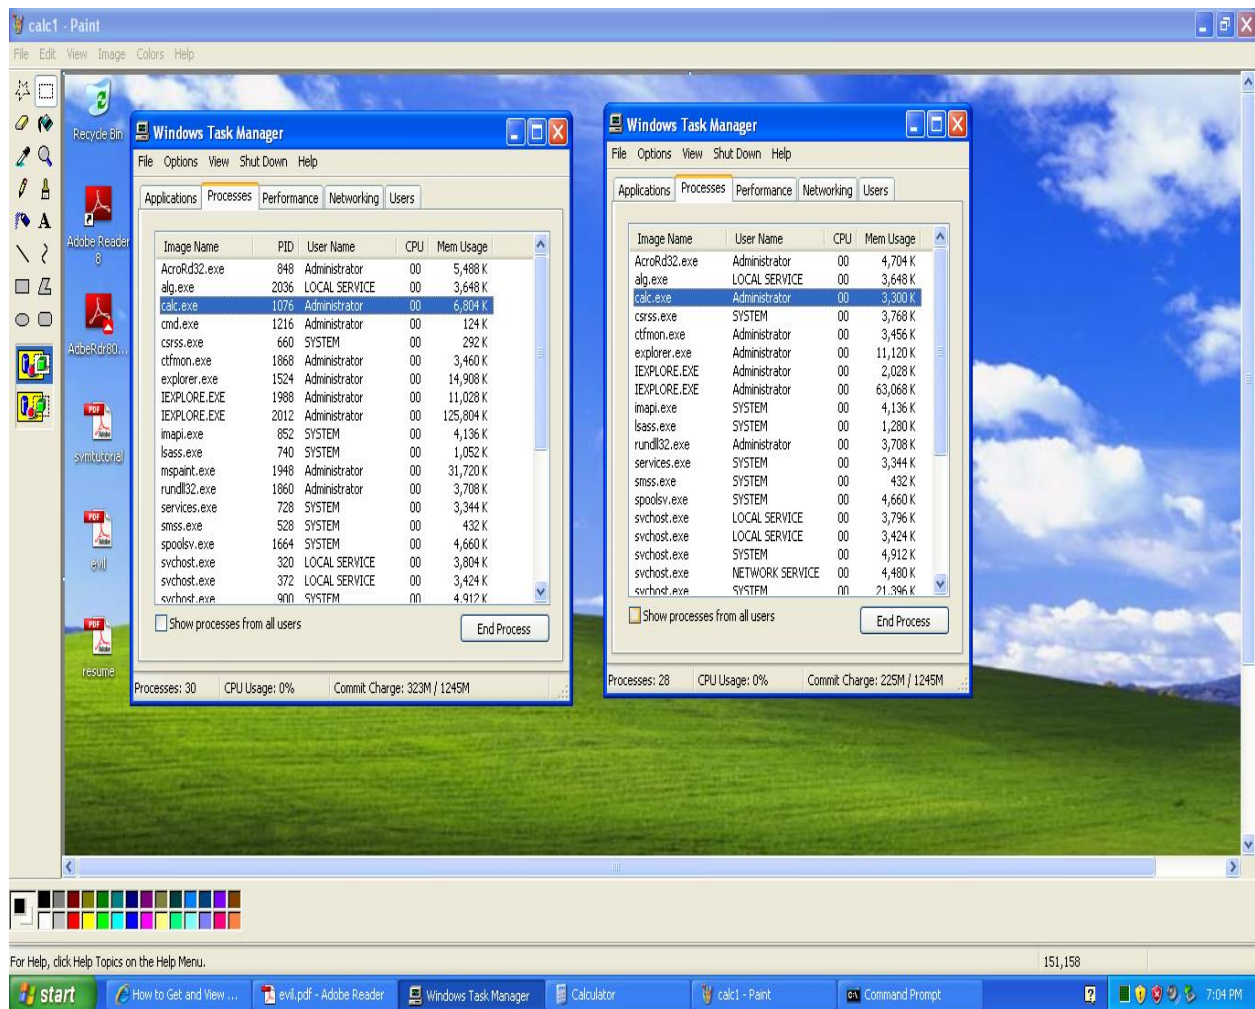 calc1 - Paint
File Edit View Image Colors Help
Recycle Bin
Adobe Reader
8
AdbeRdr80...
svmtutorial
evil
resume
Windows Task Manager
File Options View Shut Down Help
Applications Processes Performance Networking Users
Image Name PID User Name CPU Mem Usage
AcroRd32.exe 848 Administrator 00 5,488 K
alg.exe 2036 LOCAL SERVICE 00 3,648 K
calc.exe 1076 Administrator 00 6,804 K
cmd.exe 1216 Administrator 00 124 K
csrss.exe 660 SYSTEM 00 292 K
ctfmon.exe 1868 Administrator 00 3,460 K
explorer.exe 1524 Administrator 00 14,908 K
IEXPLORE.EXE 1988 Administrator 00 11,028 K
IEXPLORE.EXE 2012 Administrator 00 125,804 K
imapi.exe 852 SYSTEM 00 4,136 K
lsass.exe 740 SYSTEM 00 1,052 K
mspaint.exe 1948 Administrator 00 31,720 K
rundll32.exe 1860 Administrator 00 3,708 K
services.exe 728 SYSTEM 00 3,344 K
smss.exe 528 SYSTEM 00 432 K
spoolsv.exe 1664 SYSTEM 00 4,660 K
svchost.exe 320 LOCAL SERVICE 00 3,804 K
svchost.exe 372 LOCAL SERVICE 00 3,424 K
svchost.exe 900 SYSTEM 00 4,912 K
Show processes from all users
End Process
Processes: 30 CPU Usage: 0% Commit Charge: 323M / 1245M
Windows Task Manager
File Options View Shut Down Help
Applications Processes Performance Networking Users
Image Name User Name CPU Mem Usage
AcroRd32.exe Administrator 00 4,704 K
alg.exe LOCAL SERVICE 00 3,648 K
calc.exe Administrator 00 3,300 K
csrss.exe SYSTEM 00 3,768 K
ctfmon.exe Administrator 00 3,456 K
explorer.exe Administrator 00 11,120 K
IEXPLORE.EXE Administrator 00 2,028 K
IEXPLORE.EXE Administrator 00 63,068 K
imapi.exe SYSTEM 00 4,136 K
lsass.exe SYSTEM 00 1,280 K
rundll32.exe Administrator 00 3,708 K
services.exe SYSTEM 00 3,344 K
smss.exe SYSTEM 00 432 K
spoolsv.exe SYSTEM 00 4,660 K
svchost.exe LOCAL SERVICE 00 3,796 K
svchost.exe LOCAL SERVICE 00 3,424 K
svchost.exe SYSTEM 00 4,912 K
svchost.exe NETWORK SERVICE 00 4,480 K
svchost.exe SYSTEM 00 21,396 K
Show processes from all users
End Process
Processes: 28 CPU Usage: 0% Commit Charge: 225M / 1245M
For Help, click Help Topics on the Help Menu.
151,158
start
How to Get and View ...
evil.pdf - Adobe Reader
Windows Task Manager
Calculator
calc1 - Paint
Command Prompt
7:04 PM